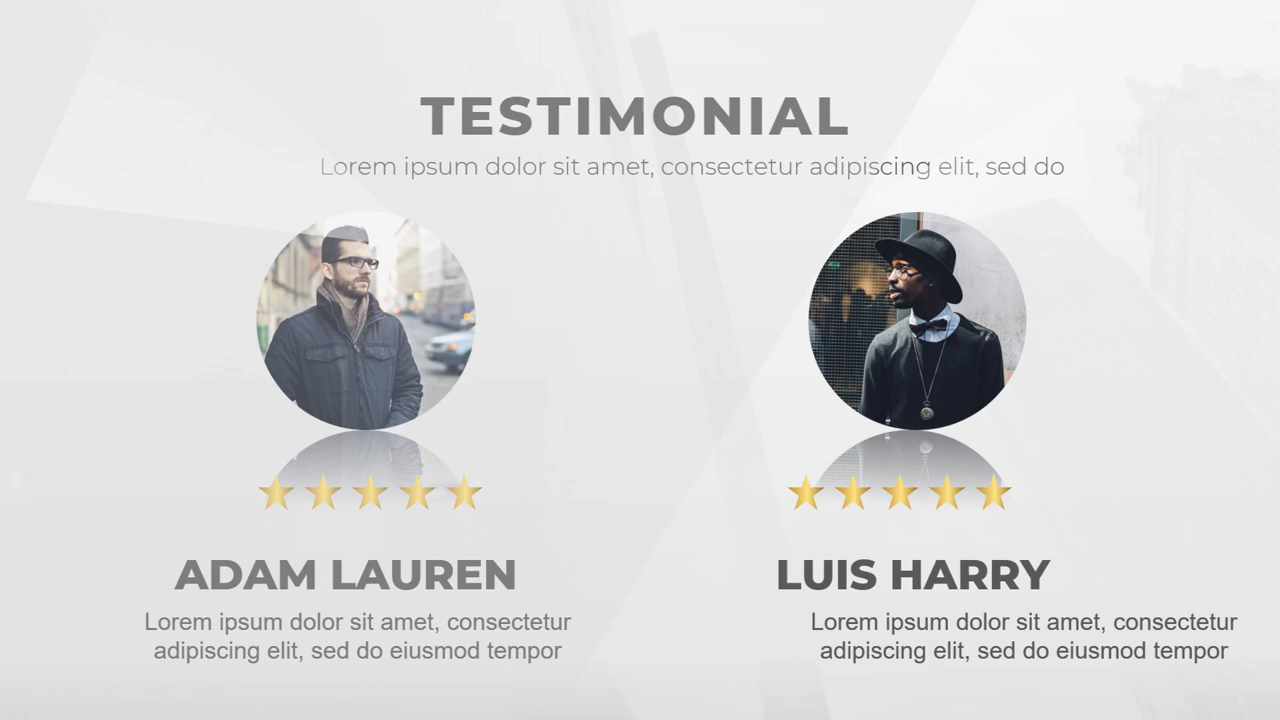 TESTIMONIAL
Lorem ipsum dolor sit amet, consectetur adipiscing elit, sed do
ADAM LAUREN
Lorem ipsum dolor sit amet, consectetur
adipiscing elit, sed do eiusmod tempor
LUIS HARRY
Lorem ipsum dolor sit amet, consectetur
adipiscing elit, sed do eiusmod tempor